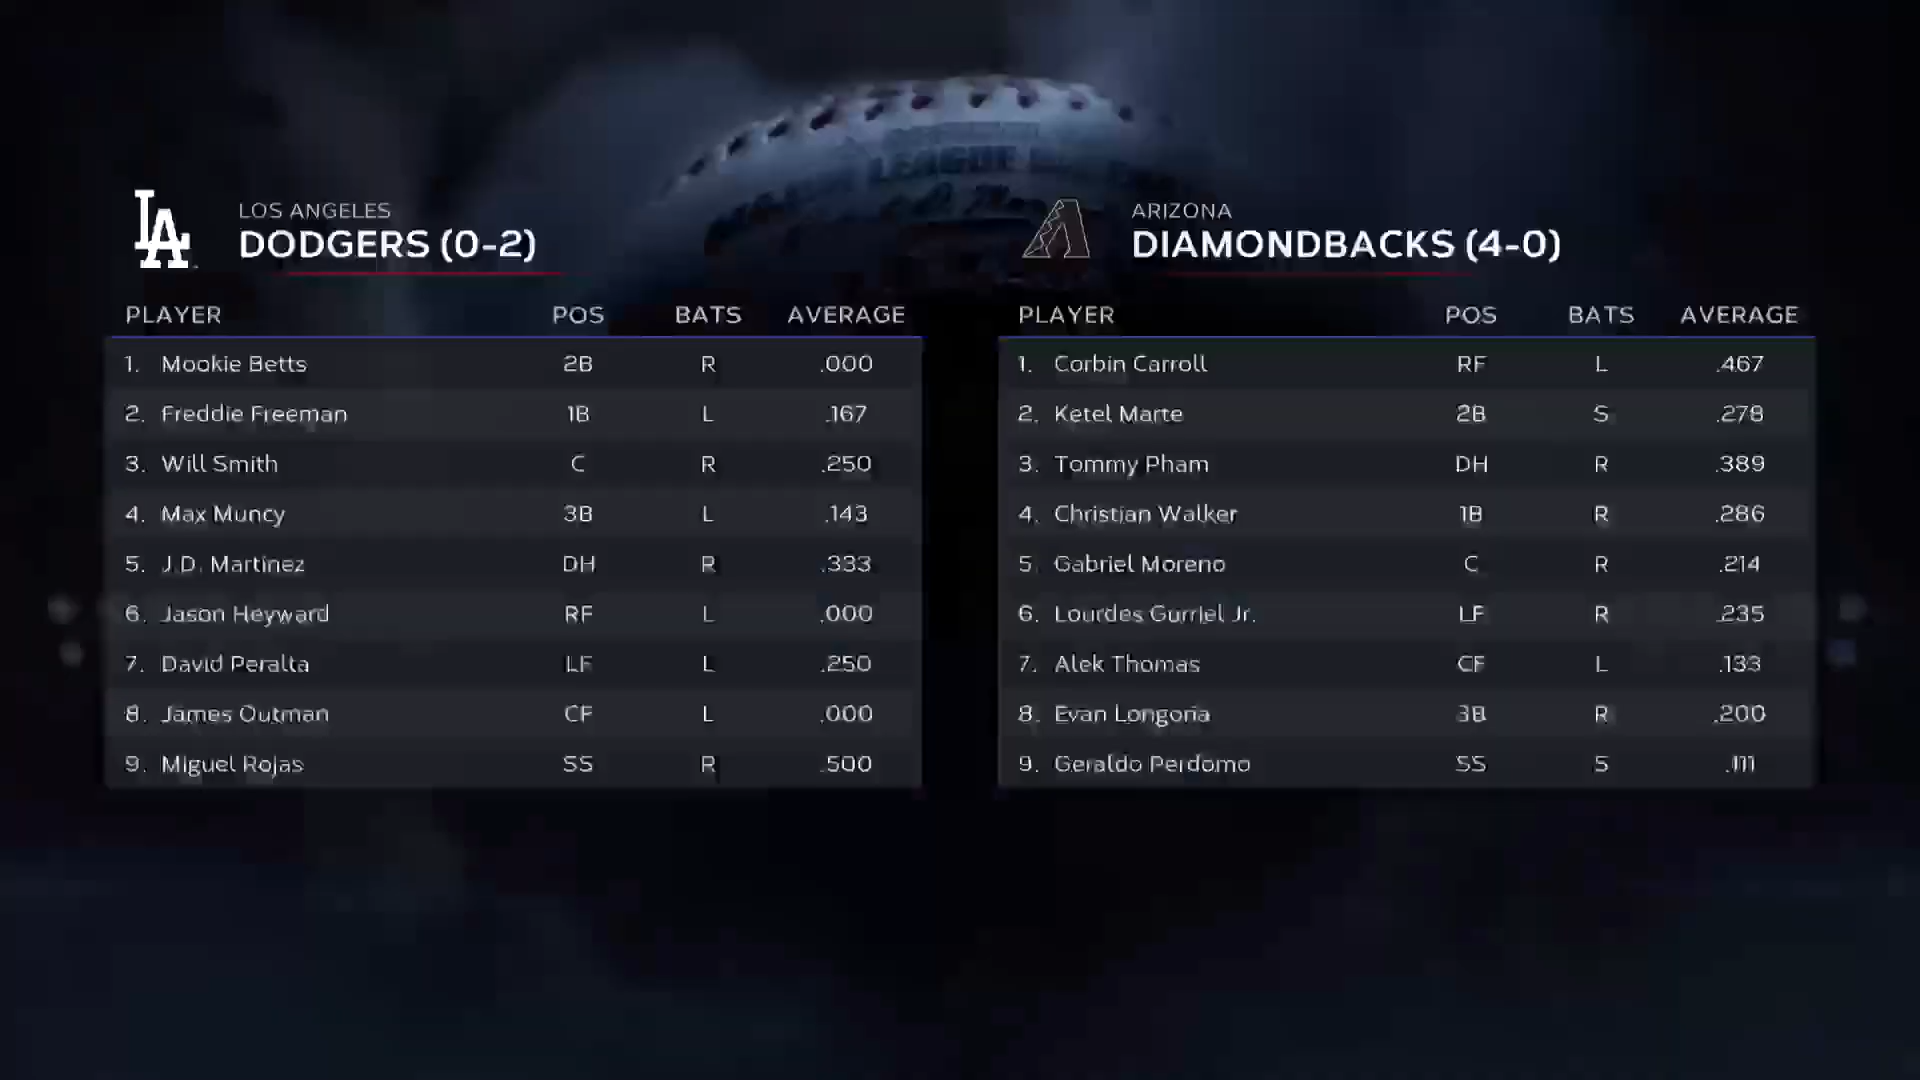 LEAGUE
LA
LOS ANGELES
DODGERS (0-2)
PLAYER POS BATS AVERAGE
1. Mookie Betts 2B R .000
2. Freddie Freeman 1B L .167
3. Will Smith C R .250
4. Max Muncy 3B L .143
5. J.D. Martinez DH R .333
6. Jason Heyward RF L .000
7. David Peralta LF L .250
8. James Outman CF L .000
9. Miguel Rojas SS R .500
A
ARIZONA
DIAMONDBACKS (4-0)
PLAYER POS BATS AVERAGE
1. Corbin Carroll RF L .467
2. Ketel Marte 2B S .278
3. Tommy Pham DH R .389
4. Christian Walker 1B R .286
5. Gabriel Moreno C R .214
6. Lourdes Gurriel Jr. LF R .235
7. Alek Thomas CF L .133
8. Evan Longoria 3B R .200
9. Geraldo Perdomo SS S .111